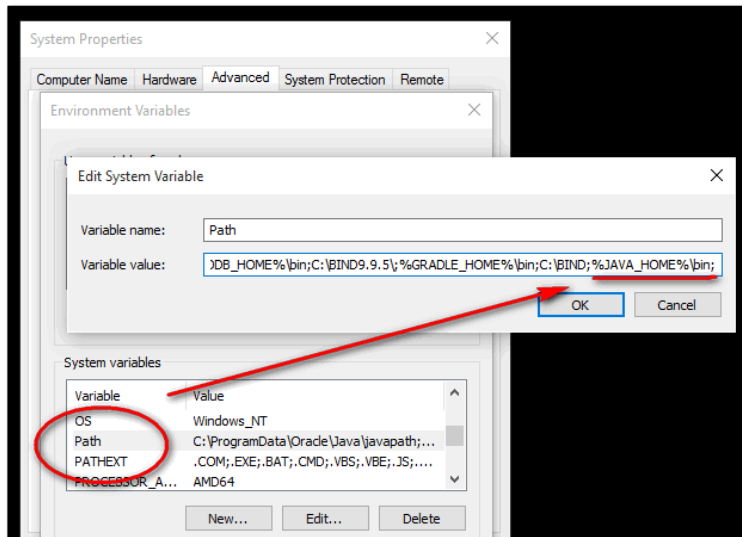 System Properties
Computer Name Hardware Advanced System Protection Remote
Environment Variables
Edit System Variable
Variable name: Path
Variable value: DB_HOME%\bin;C:\BIND9.9.5\;%GRADLE_HOME%\bin;C:\BIND;%JAVA_HOME%\bin;
OK Cancel
System variables
Variable Value
OS Windows_NT
Path C:\ProgramData\Oracle\Java\javapath;...
PATHEXT .COM;.EXE;.BAT;.CMD;.VBS;.VBE;.JS;....
PROCESSOR_A... AMD64
New... Edit... Delete